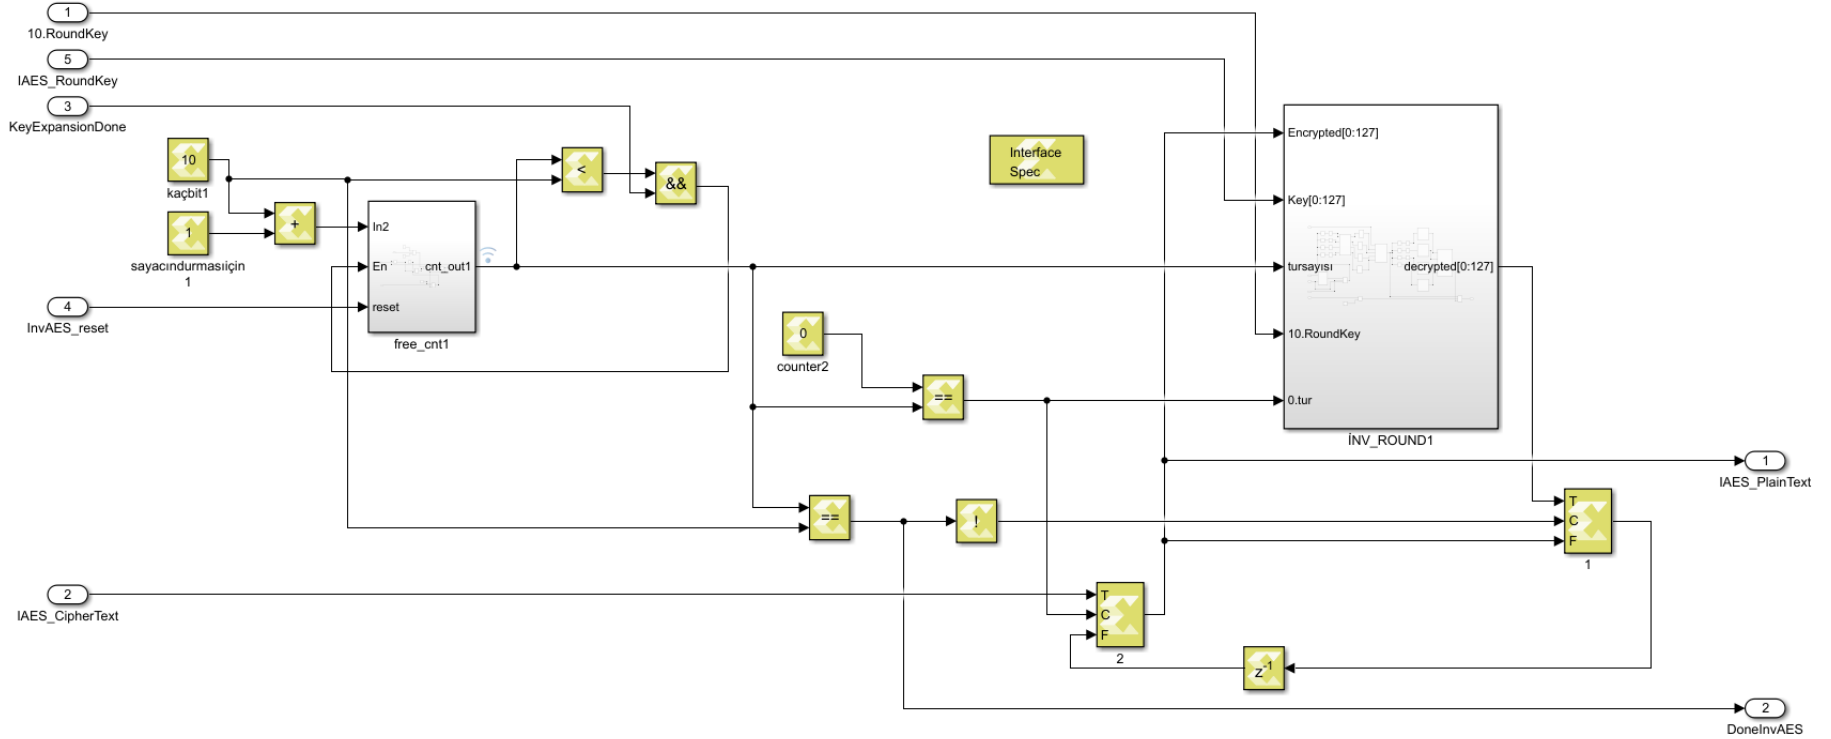 1
10.RoundKey
5
IAES_RoundKey
3
KeyExpansionDone
10
kaçbit1
1
sayacındurmasıiçin
1
+
In2
En
cnt_out1
reset
free_cnt1
4
InvAES_reset
<
&&
Interface
Spec
Encrypted[0:127]
Key[0:127]
tursayısı
decrypted[0:127]
10.RoundKey
0.tur
İNV_ROUND1
0
counter2
==
==
!
1
IAES_PlainText
T
C
F
1
2
IAES_CipherText
T
C
F
2
z-1
2
DoneInvAES